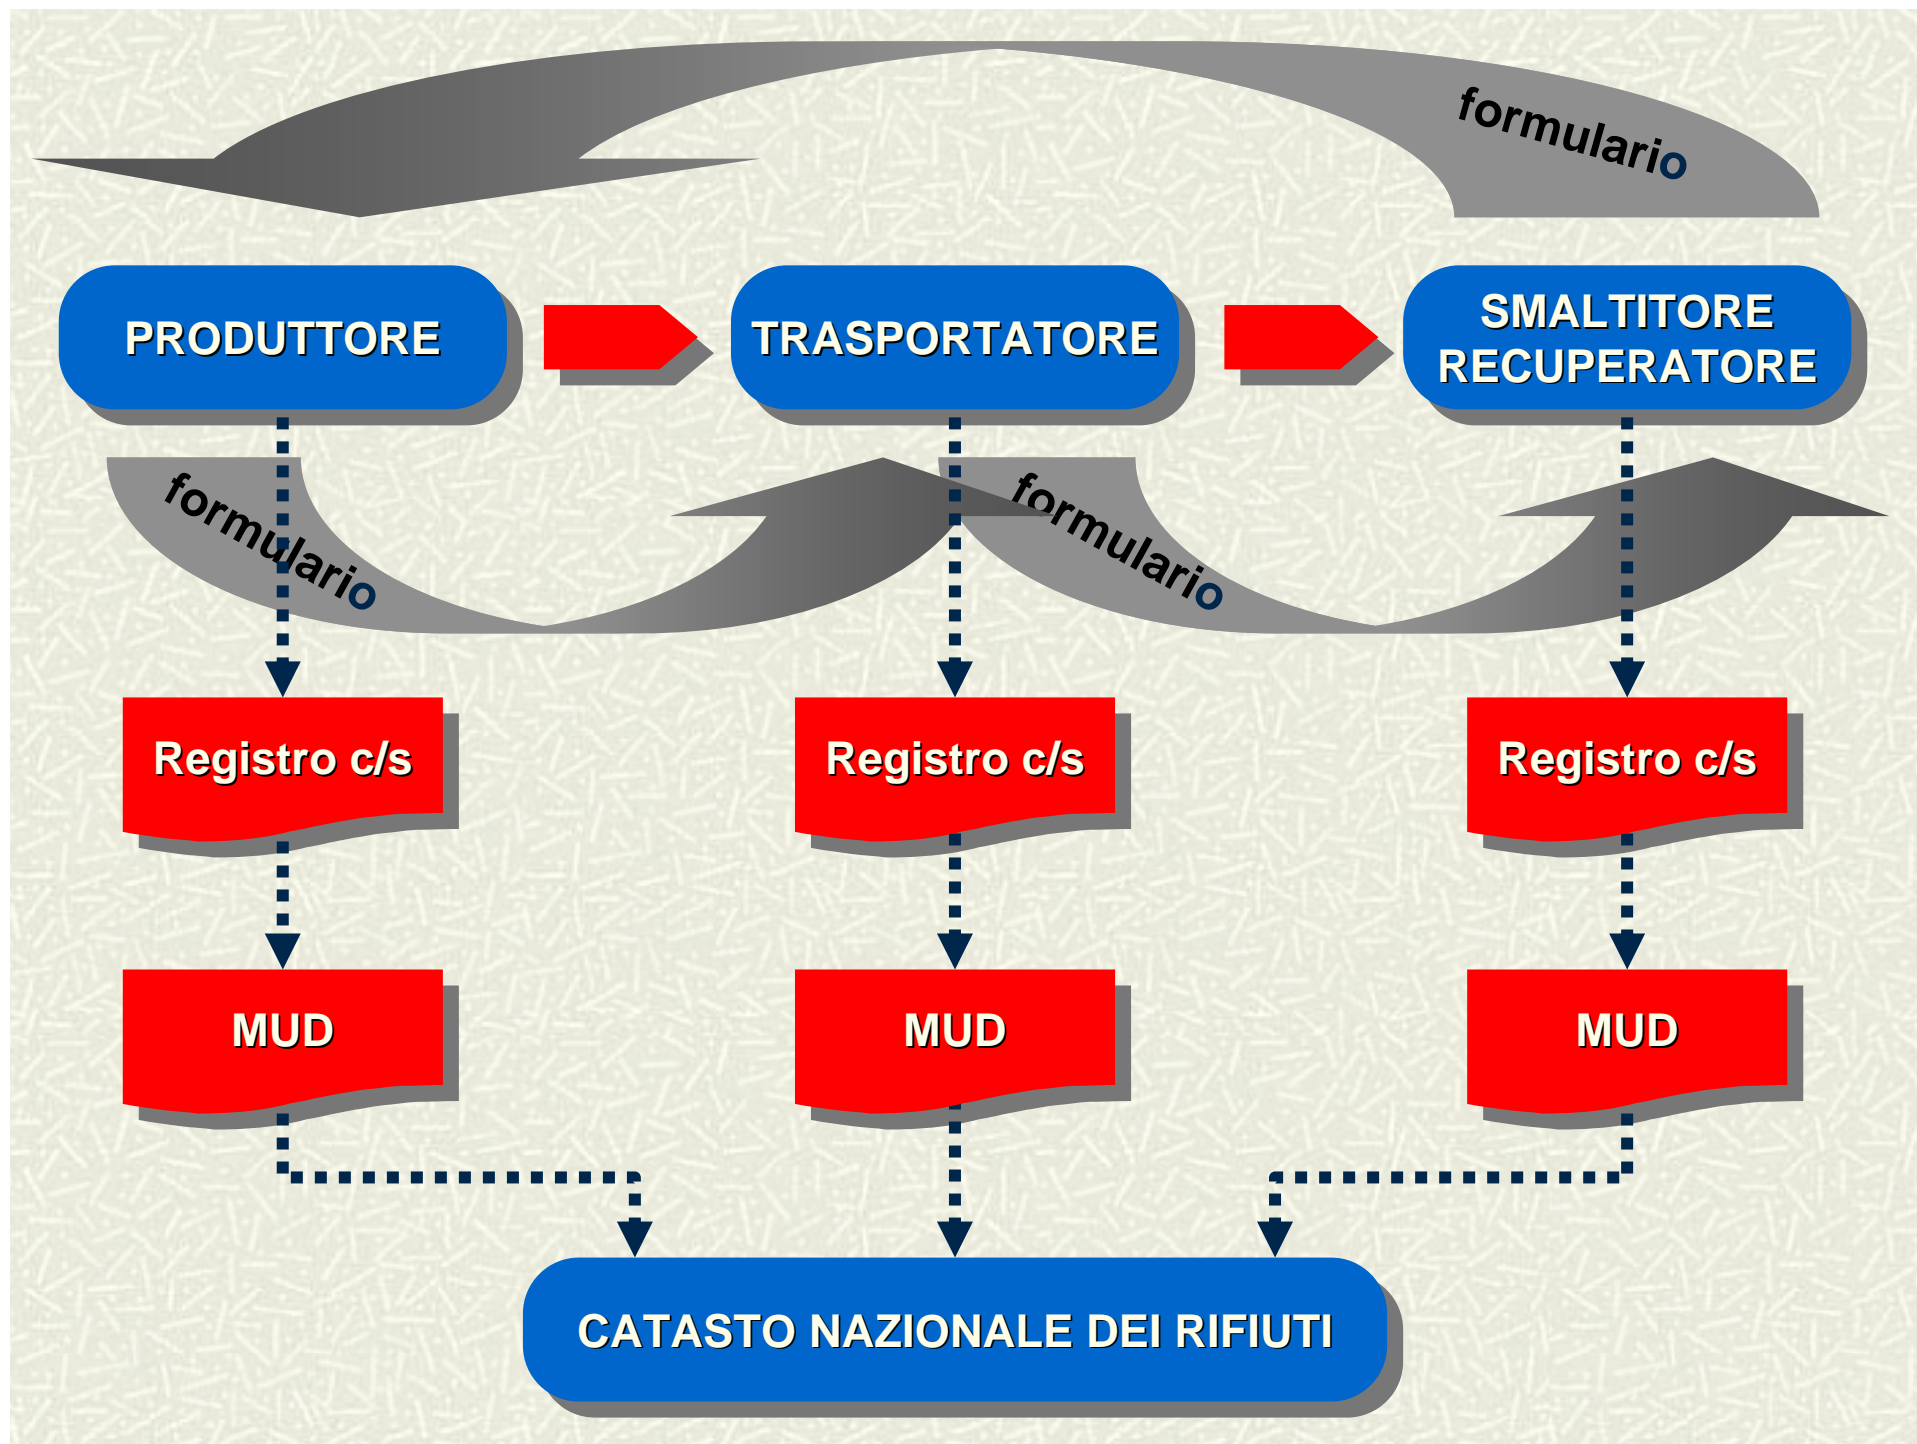 formulario
PRODUTTORE
TRASPORTATORE
SMALTITORE
RECUPERATORE
formulario
formulario
Registro c/s
Registro c/s
Registro c/s
MUD
MUD
MUD
CATASTO NAZIONALE DEI RIFIUTI